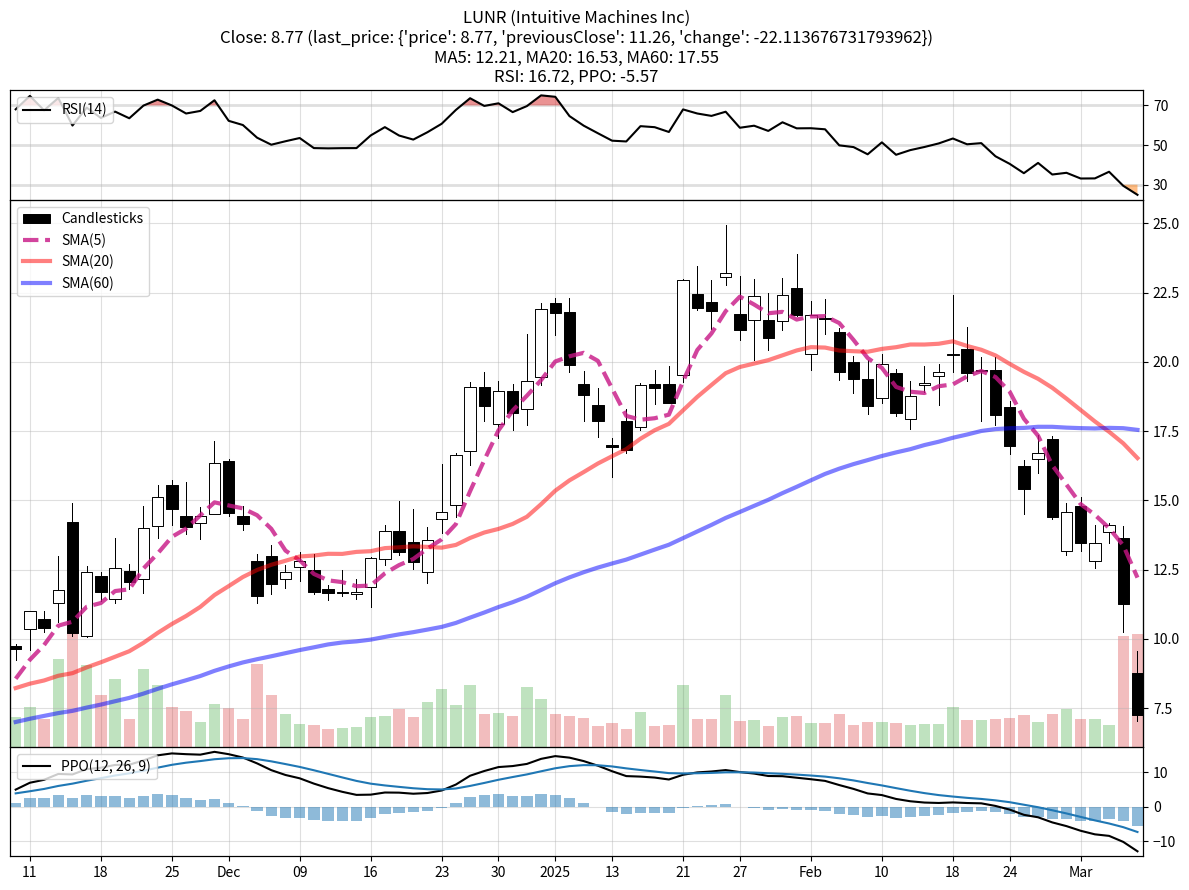 LUNR (Intuitive Machines Inc)
Close: 8.77 (last_price: {'price': 8.77, 'previousClose': 11.26, 'change': -22.113676731793962})
MA5: 12.21, MA20: 16.53, MA60: 17.55
RSI: 16.72, PPO: -5.57
RSI(14)
70
50
30
Candlesticks
SMA(5)
SMA(20)
SMA(60)
25.0
22.5
20.0
17.5
15.0
12.5
10.0
7.5
PPO(12, 26, 9)
10
0
−10
11 18 25 Dec 09 16 23 30 2025 13 21 27 Feb 10 18 24 Mar